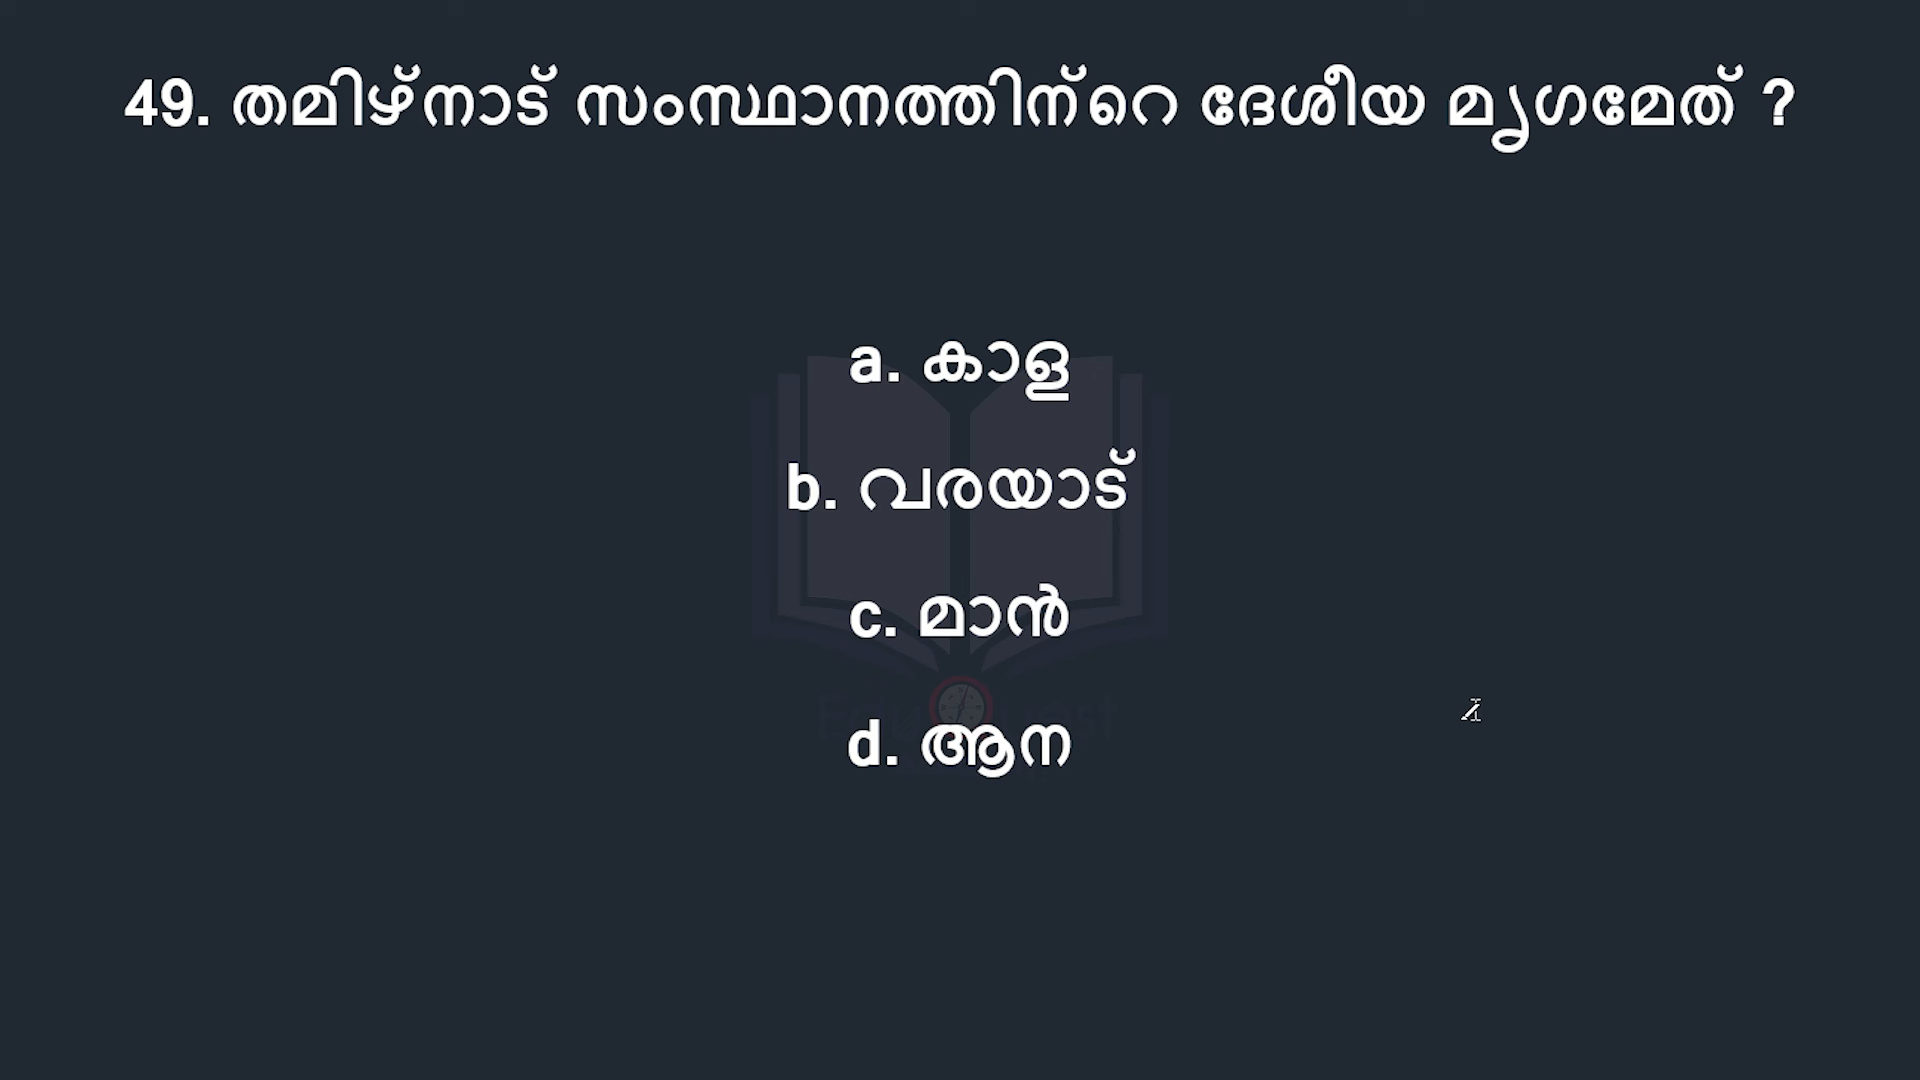 49. തമിഴ്നാട് സംസ്ഥാനത്തിന്റെ ദേശീയ മൃഗമേത് ?
a. കാള
b. വരയാട്
c. മാൻ
d. ആന